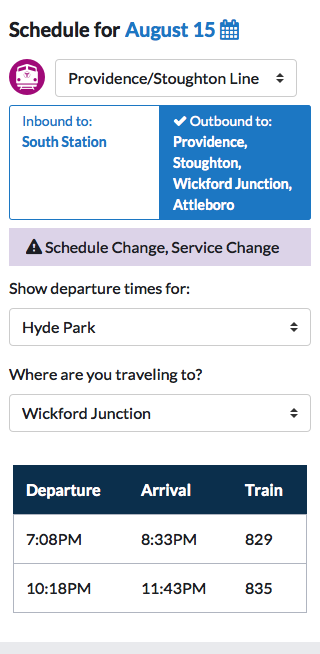 Schedule for August 15
Providence/Stoughton Line
Inbound to:
South Station
Outbound to:
Providence,
Stoughton,
Wickford Junction,
Attleboro
Schedule Change, Service Change
Show departure times for:
Hyde Park
Where are you traveling to?
Wickford Junction
Departure Arrival Train
7:08PM 8:33PM 829
10:18PM 11:43PM 835